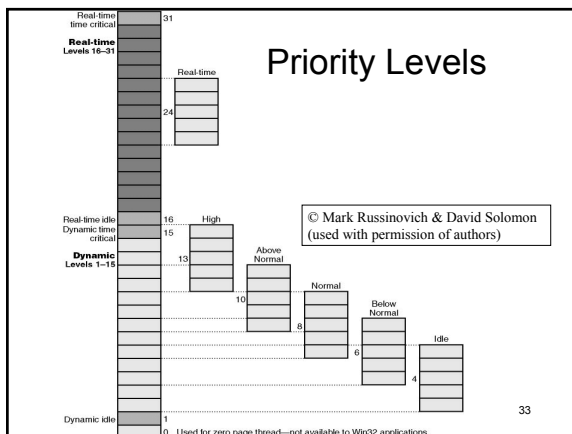 Priority Levels
Real-time
time critical
31
Real-time
Levels 16–31
Real-time
24
Real-time idle
16
High
Dynamic time
critical
15
© Mark Russinovich & David Solomon
(used with permission of authors)
Dynamic
Levels 1–15
13
Above
Normal
10
Normal
8
Below
Normal
6
Idle
4
Dynamic idle
1
33
0 Used for zero page thread—not available to Win32 applications